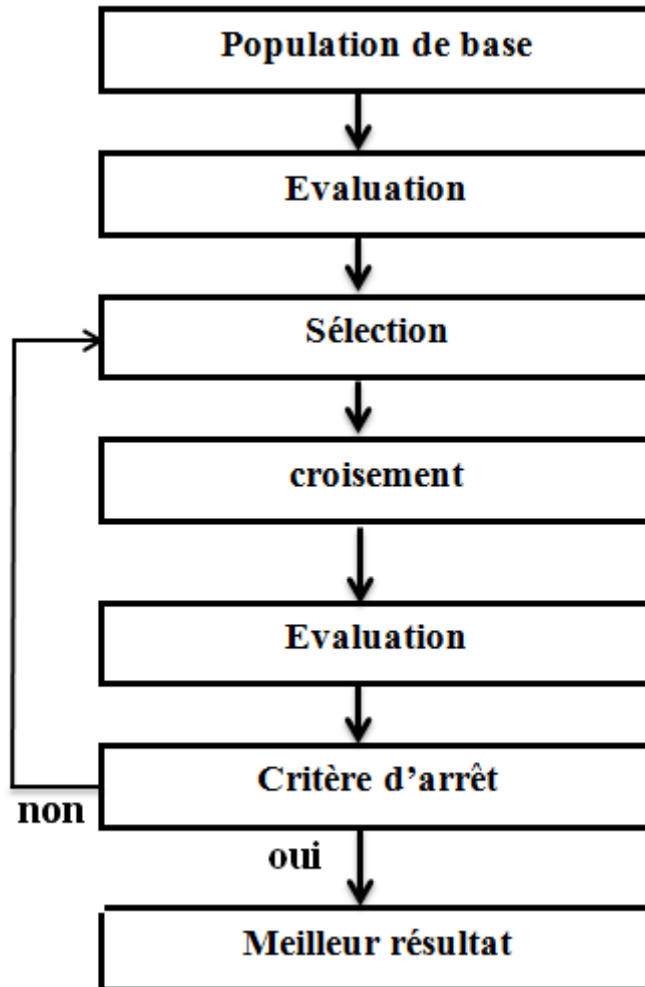 Population de base
Evaluation
Sélection
croisement
Evaluation
Critère d’arrêt
non
oui
Meilleur résultat